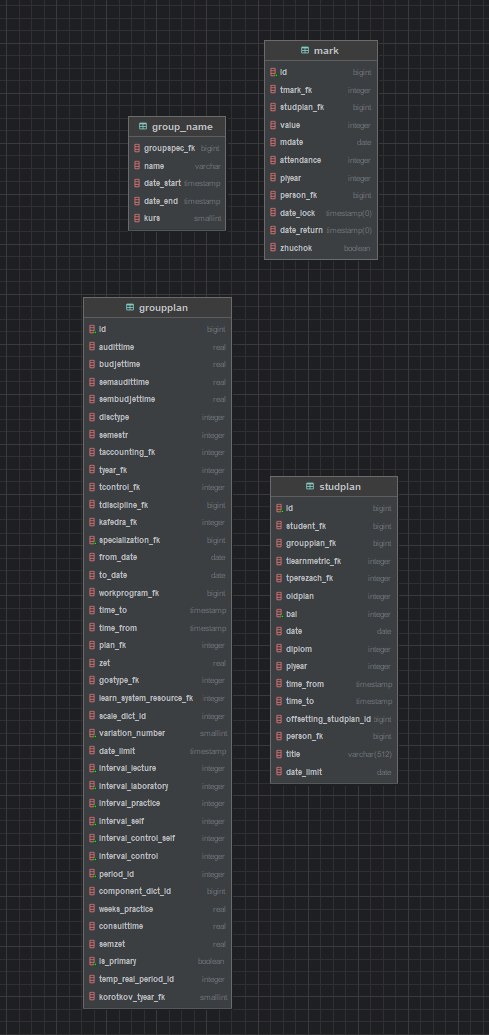 mark
id bigint
tmark_fk integer
studplan_fk bigint
value integer
mdate date
attendance integer
plyear integer
person_fk bigint
date_lock timestamp(0)
date_return timestamp(0)
zhuchok boolean
group_name
groupspec_fk bigint
name varchar
date_start timestamp
date_end timestamp
kurs smallint
groupplan
id bigint
audittime real
budjettime real
semaudittime real
sembudjettime real
disctype integer
semestr integer
taccounting_fk integer
tyear_fk integer
tcontrol_fk integer
tdiscipline_fk bigint
kafedra_fk integer
specialization_fk bigint
from_date date
to_date date
workprogram_fk bigint
time_to timestamp
time_from timestamp
plan_fk integer
zet real
gostype_fk integer
learn_system_resource_fk integer
scale_dict_id integer
variation_number smallint
date_limit timestamp
interval_lecture integer
interval_laboratory integer
interval_practice integer
interval_self integer
interval_control_self integer
interval_control integer
period_id integer
component_dict_id bigint
weeks_practice real
consulttime real
semzet real
is_primary boolean
temp_real_period_id integer
korotkov_tyear_fk smallint
studplan
id bigint
student_fk bigint
groupplan_fk bigint
tlearnmetric_fk integer
tperezach_fk integer
oldplan integer
bal integer
date date
diplom integer
plyear integer
time_from timestamp
time_to timestamp
offsetting_studplan_id bigint
person_fk bigint
title varchar(512)
date_limit date